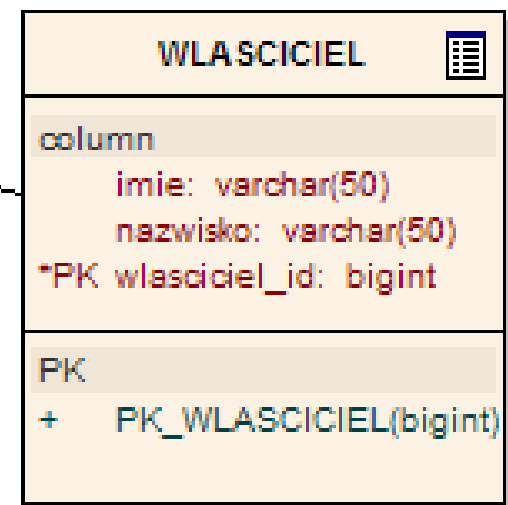 WLASCICIEL
column
imie: varchar(50)
nazwisko: varchar(50)
*PK wlasciciel_id: bigint
PK
+ PK_WLASCICIEL(bigint)